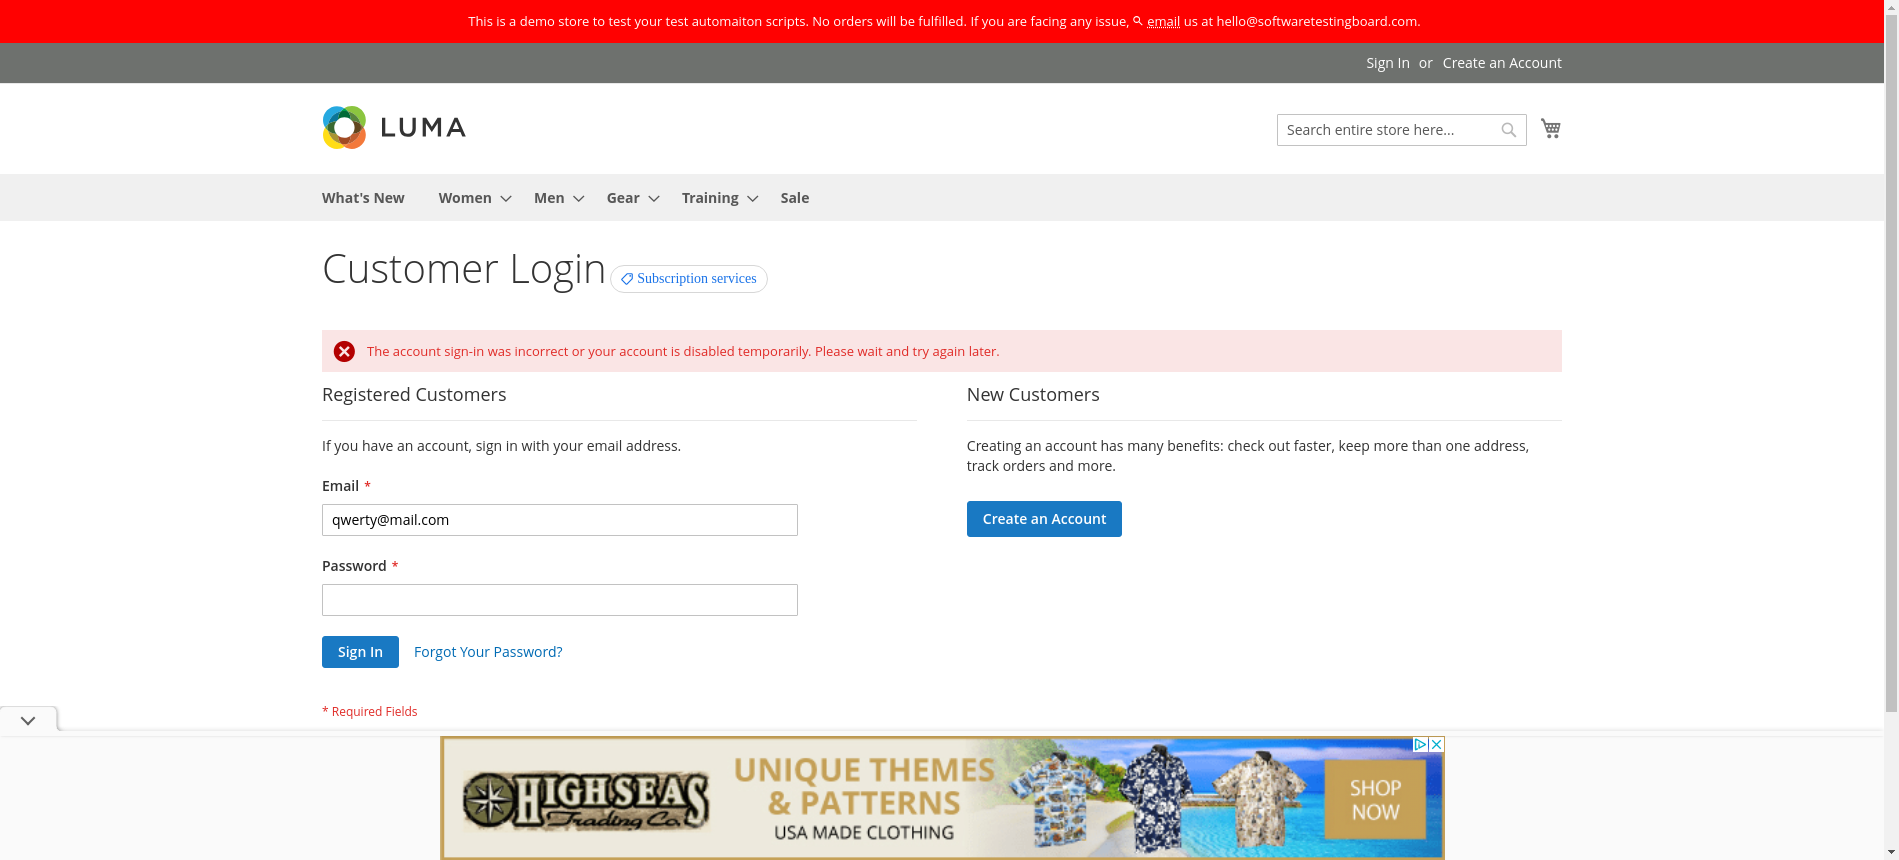 This is a demo store to test your test automaiton scripts. No orders will be fulfilled. If you are facing any issue, email us at hello@softwaretestingboard.com.
Sign In or Create an Account
LUMA
Search entire store here...
What's New Women Men Gear Training Sale
Customer Login Subscription services
The account sign-in was incorrect or your account is disabled temporarily. Please wait and try again later.
Registered Customers
If you have an account, sign in with your email address.
Email *
qwerty@mail.com
Password *
Sign In Forgot Your Password?
* Required Fields
New Customers
Creating an account has many benefits: check out faster, keep more than one address,
track orders and more.
Create an Account
HIGH SEAS
Trading Co.
UNIQUE THEMES
& PATTERNS
USA MADE CLOTHING
SHOP
NOW